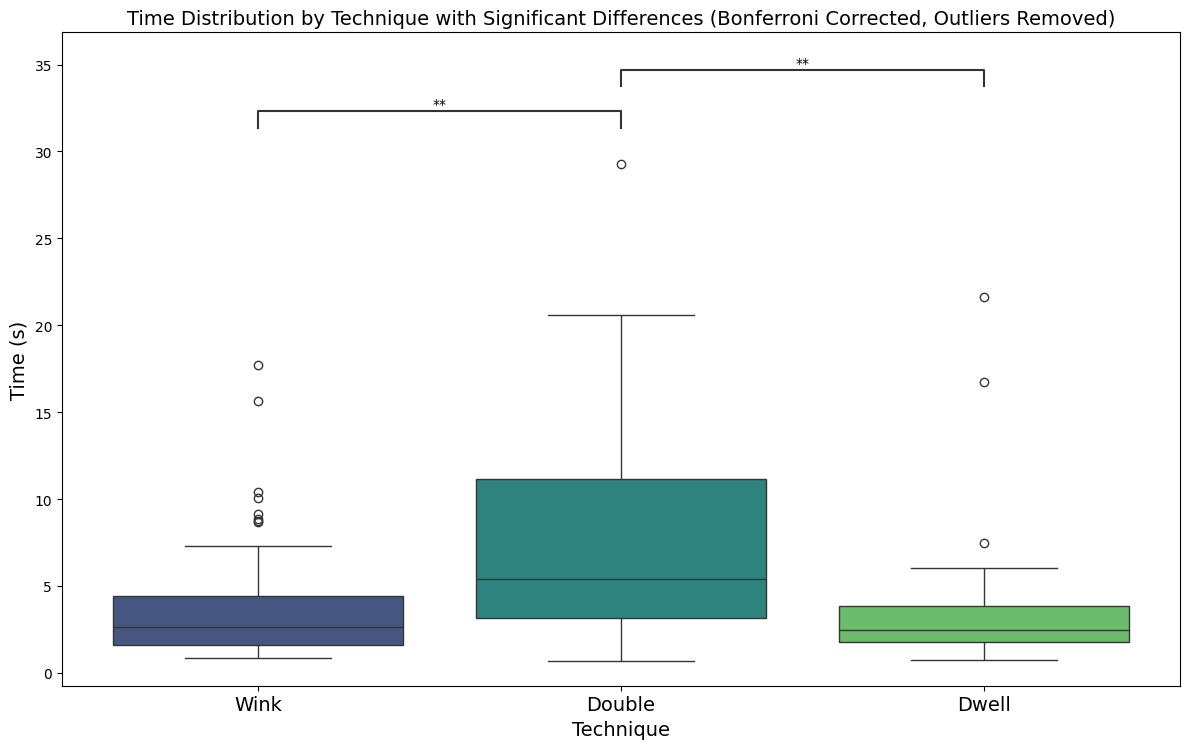 Time Distribution by Technique with Significant Differences (Bonferroni Corrected, Outliers Removed)
35
**
**
30
25
20
15
10
5
0
Time (s)
Wink Double Dwell
Technique